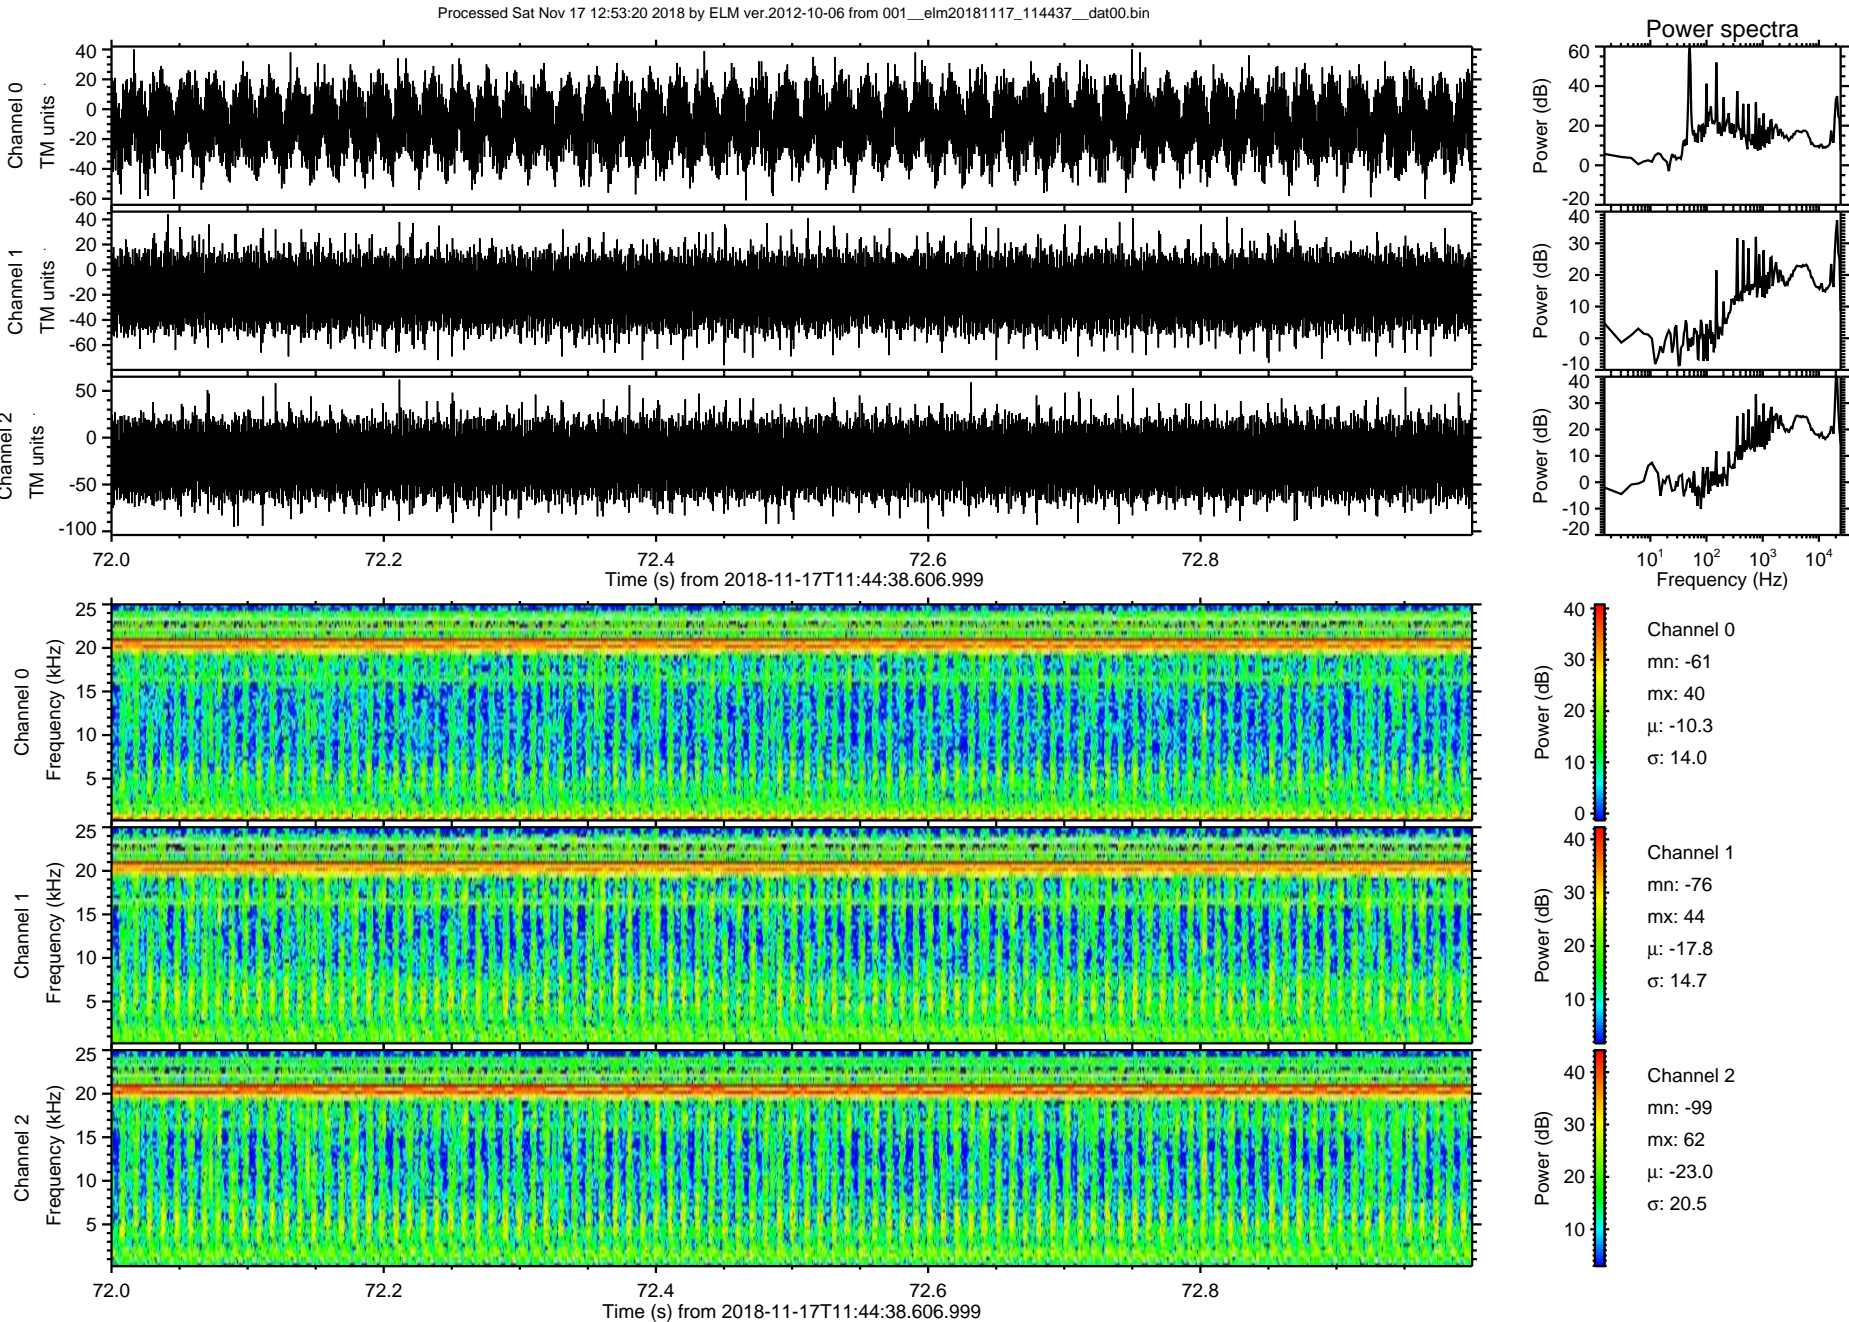 Processed Sat Nov 17 12:53:20 2018 by ELM ver.2012-10-06 from 001__elm20181117_114437__dat00.bin
Power spectra
Channel 0
TM units
40
20
0
-20
-40
-60
Power (dB)
60
40
20
0
-20
Channel 1
TM units
40
20
0
-20
-40
-60
Power (dB)
40
30
20
10
0
-10
Channel 2
TM units
50
0
-50
-100
Power (dB)
40
30
20
10
0
-10
-20
72.0 72.2 72.4 72.6 72.8
Time (s) from 2018-11-17T11:44:38.606.999
10¹ 10² 10³ 10⁴
Frequency (Hz)
Channel 0
Frequency (kHz)
25
20
15
10
5
Power (dB)
40
30
20
10
0
Channel 0
mn: -61
mx: 40
μ: -10.3
σ: 14.0
Channel 1
Frequency (kHz)
25
20
15
10
5
Power (dB)
40
30
20
10
Channel 1
mn: -76
mx: 44
μ: -17.8
σ: 14.7
Channel 2
Frequency (kHz)
25
20
15
10
5
Power (dB)
40
30
20
10
Channel 2
mn: -99
mx: 62
μ: -23.0
σ: 20.5
72.0 72.2 72.4 72.6 72.8
Time (s) from 2018-11-17T11:44:38.606.999